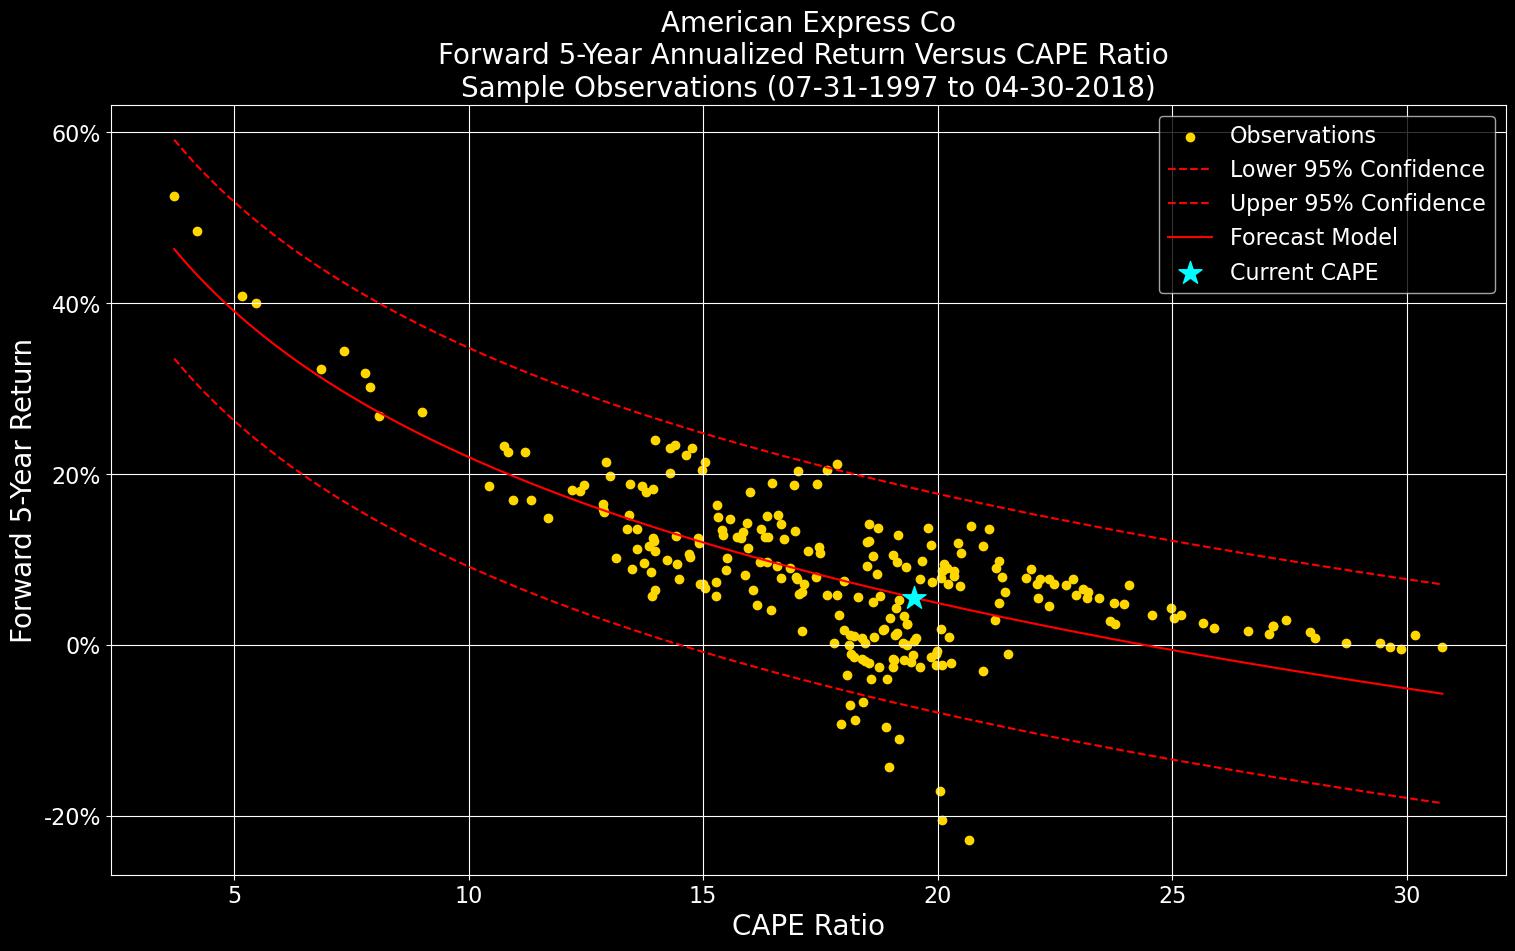 American Express Co
Forward 5-Year Annualized Return Versus CAPE Ratio
Sample Observations (07-31-1997 to 04-30-2018)
Observations
Lower 95% Confidence
Upper 95% Confidence
Forecast Model
Current CAPE
Forward 5-Year Return
60%
40%
20%
0%
-20%
5 10 15 20 25 30
CAPE Ratio